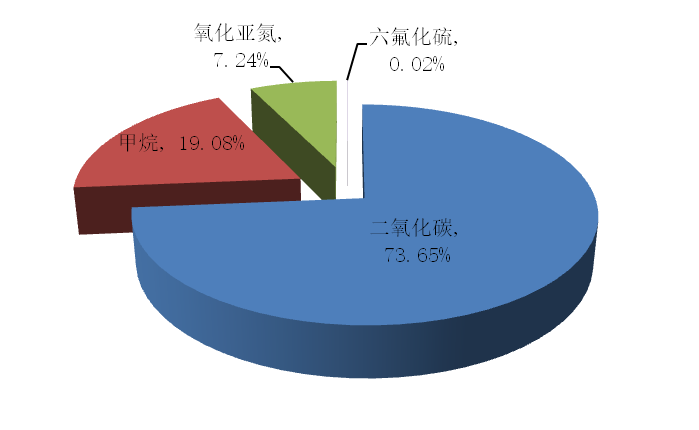 氧化亚氮,
7.24%
六氟化硫,
0.02%
甲烷, 19.08%
二氧化碳,
73.65%